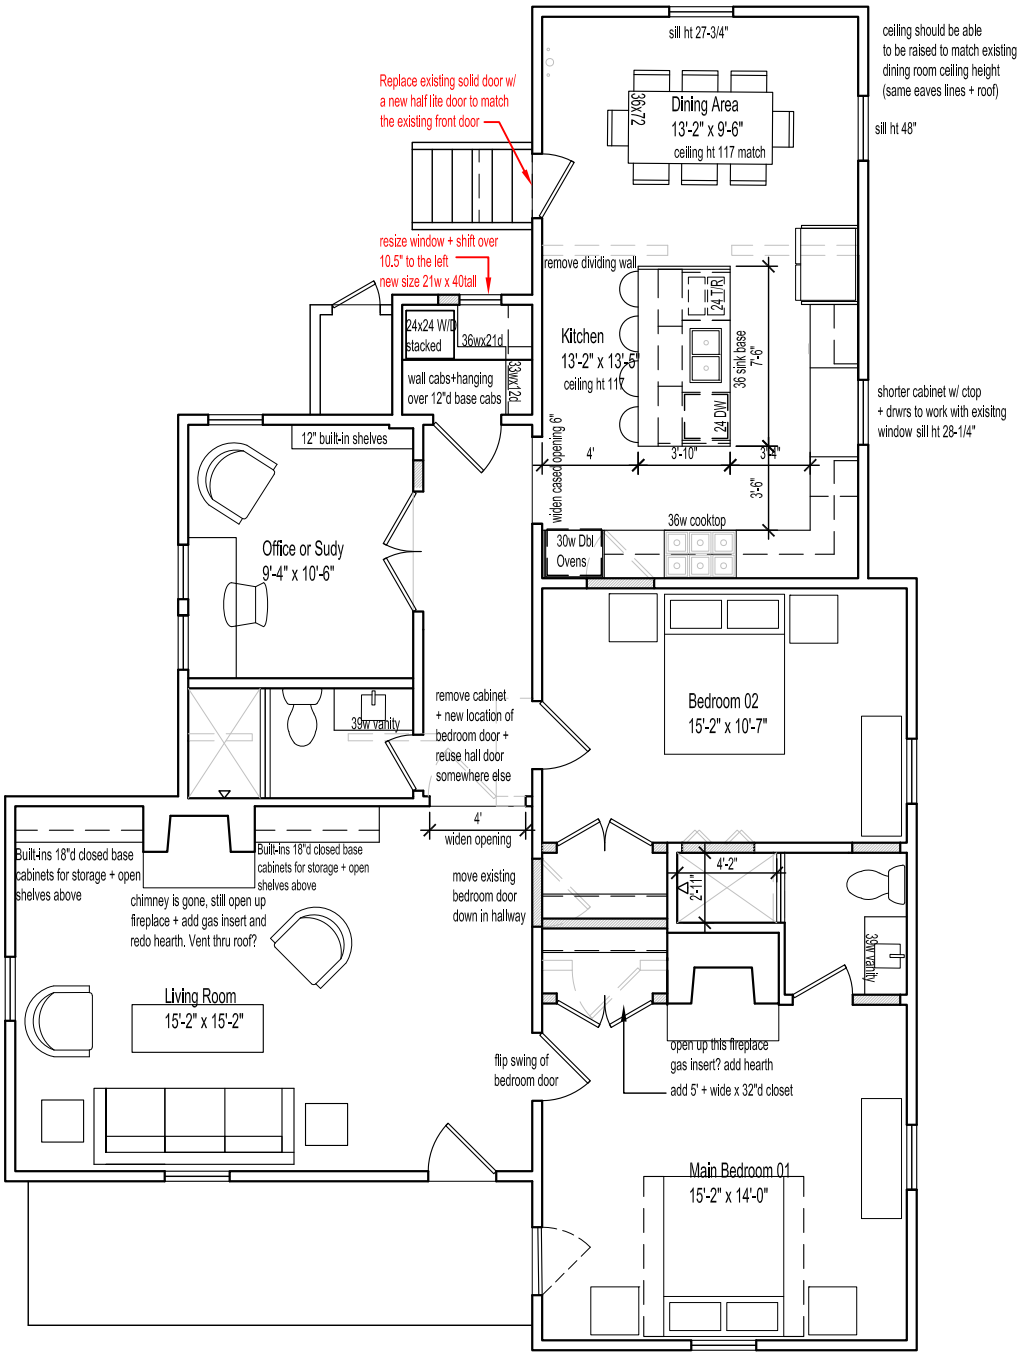 sill ht 27-3/4"
ceiling should be able
to be raised to match existing
dining room ceiling height
(same eaves lines + roof)
sill ht 48"
Replace existing solid door w/
a new half lite door to match
the existing front door
36x72
Dining Area
13'-2" x 9'-6"
ceiling ht 117 match
resize window + shift over
10.5" to the left
new size 21w x 40tall
remove dividing wall
24 T/R
24x24 W/D
stacked
36wx21d
33wx12d
wall cabs+hanging
over 12"d base cabs
Kitchen
13'-2" x 13'-5"
ceiling ht 117
36 sink base
7'-6"
24 DW
shorter cabinet w/ ctop
+ drwrs to work with exisitng
window sill ht 28-1/4"
12" built-in shelves
widen cased opening 6"
4'
3'-10"
3'-4"
3'-6"
36w cooktop
30w Dbl
Ovens
Office or Sudy
9'-4" x 10'-6"
39w vanity
remove cabinet
+ new location of
bedroom door +
reuse hall door
somewhere else
Bedroom 02
15'-2" x 10'-7"
4'
widen opening
Built-ins 18"d closed base
cabinets for storage + open
shelves above
Built-ins 18"d closed base
cabinets for storage + open
shelves above
chimney is gone, still open up
fireplace + add gas insert and
redo hearth. Vent thru roof?
move existing
bedroom door
down in hallway
4'-2"
2'-11"
39w vanity
Living Room
15'-2" x 15'-2"
flip swing of
bedroom door
open up this fireplace
gas insert? add hearth
add 5' + wide x 32"d closet
Main Bedroom 01
15'-2" x 14'-0"